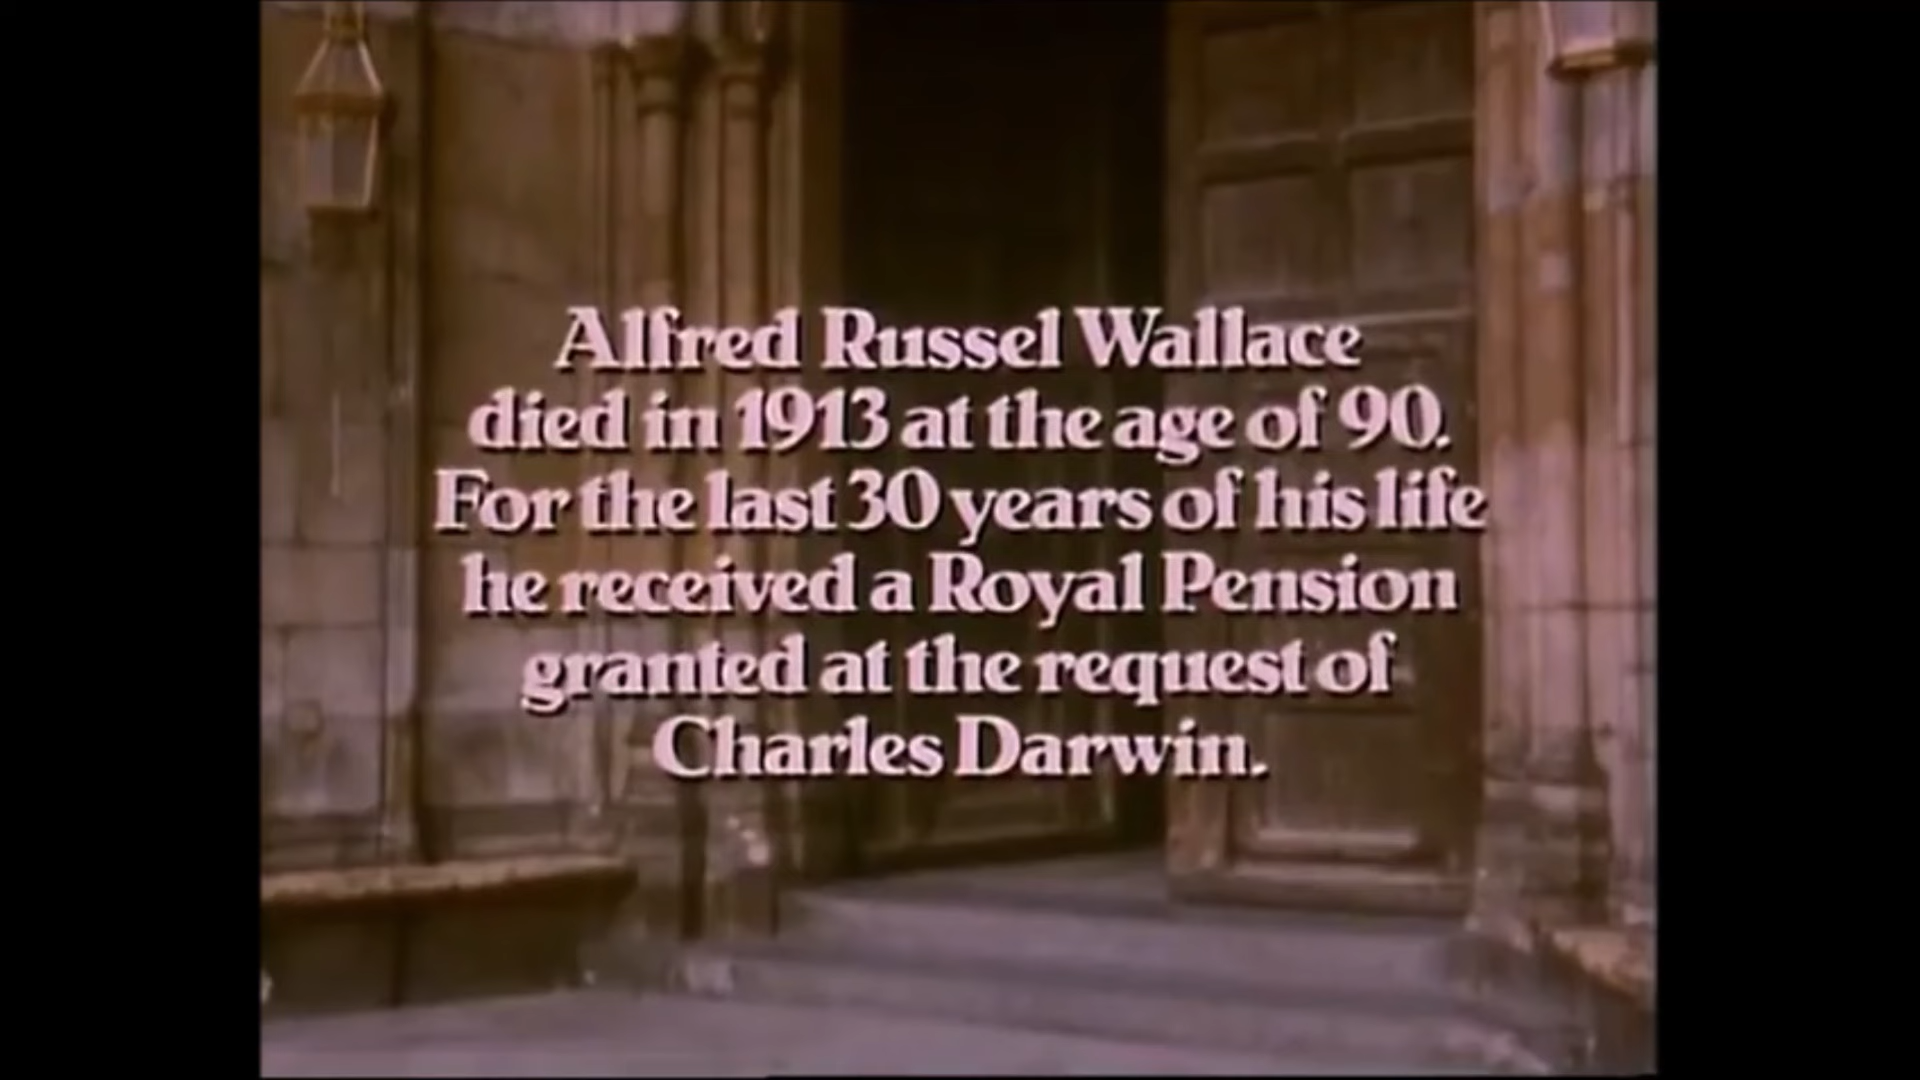 Alfred Russel Wallace
died in 1913 at the age of 90.
For the last 30 years of his life
he received a Royal Pension
granted at the request of
Charles Darwin.